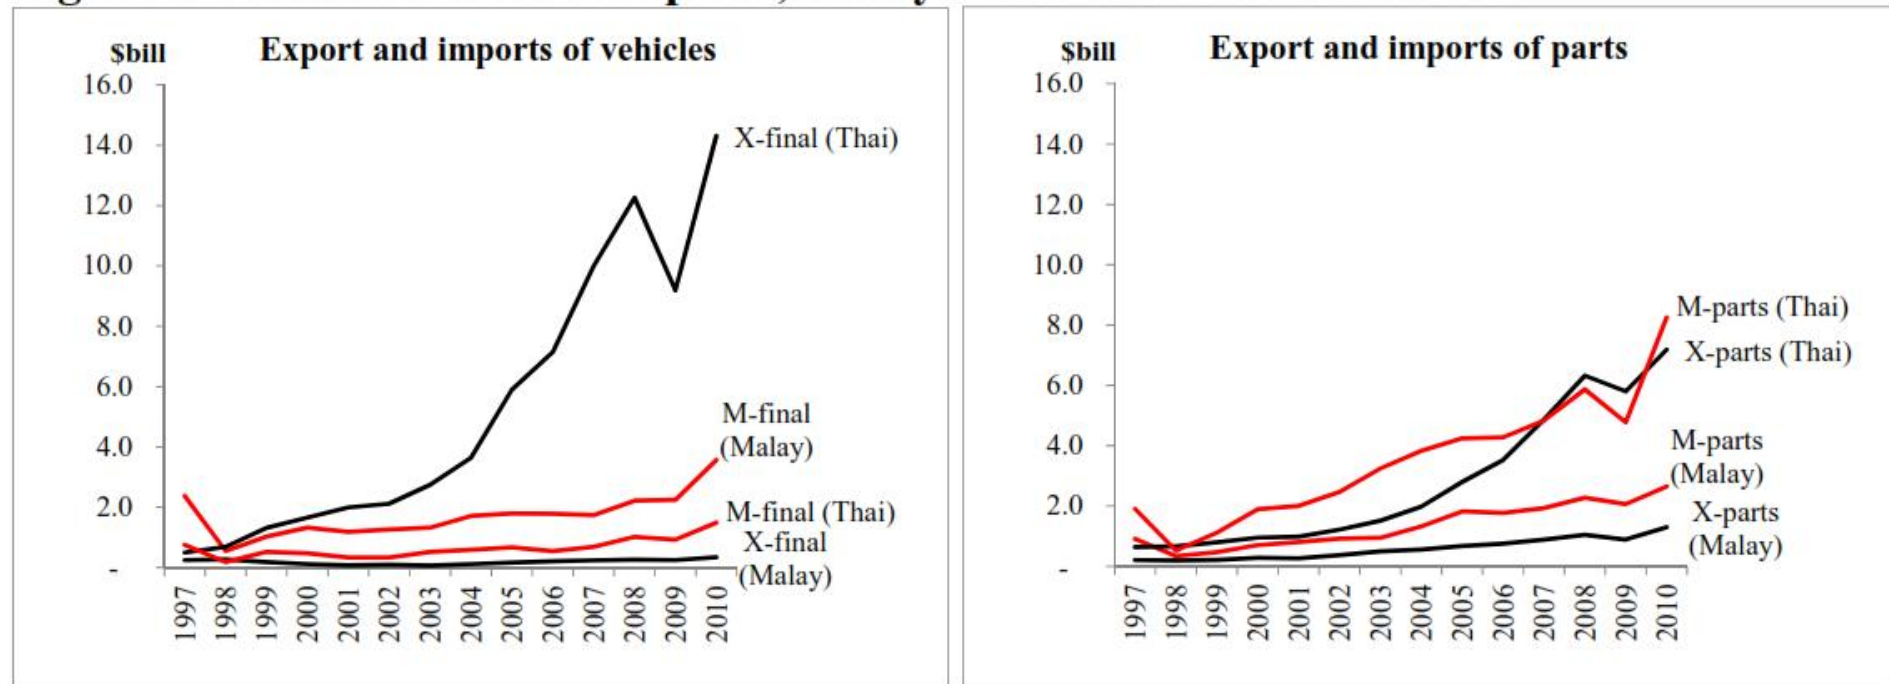 $bill
Export and imports of vehicles
16.0
14.0
12.0
10.0
8.0
6.0
4.0
2.0
-
X-final (Thai)
M-final
(Malay)
M-final (Thai)
X-final
(Malay)
1997
1998
1999
2000
2001
2002
2003
2004
2005
2006
2007
2008
2009
2010
$bill
Export and imports of parts
16.0
14.0
12.0
10.0
8.0
6.0
4.0
2.0
-
M-parts (Thai)
X-parts (Thai)
M-parts
(Malay)
X-parts
(Malay)
1997
1998
1999
2000
2001
2002
2003
2004
2005
2006
2007
2008
2009
2010